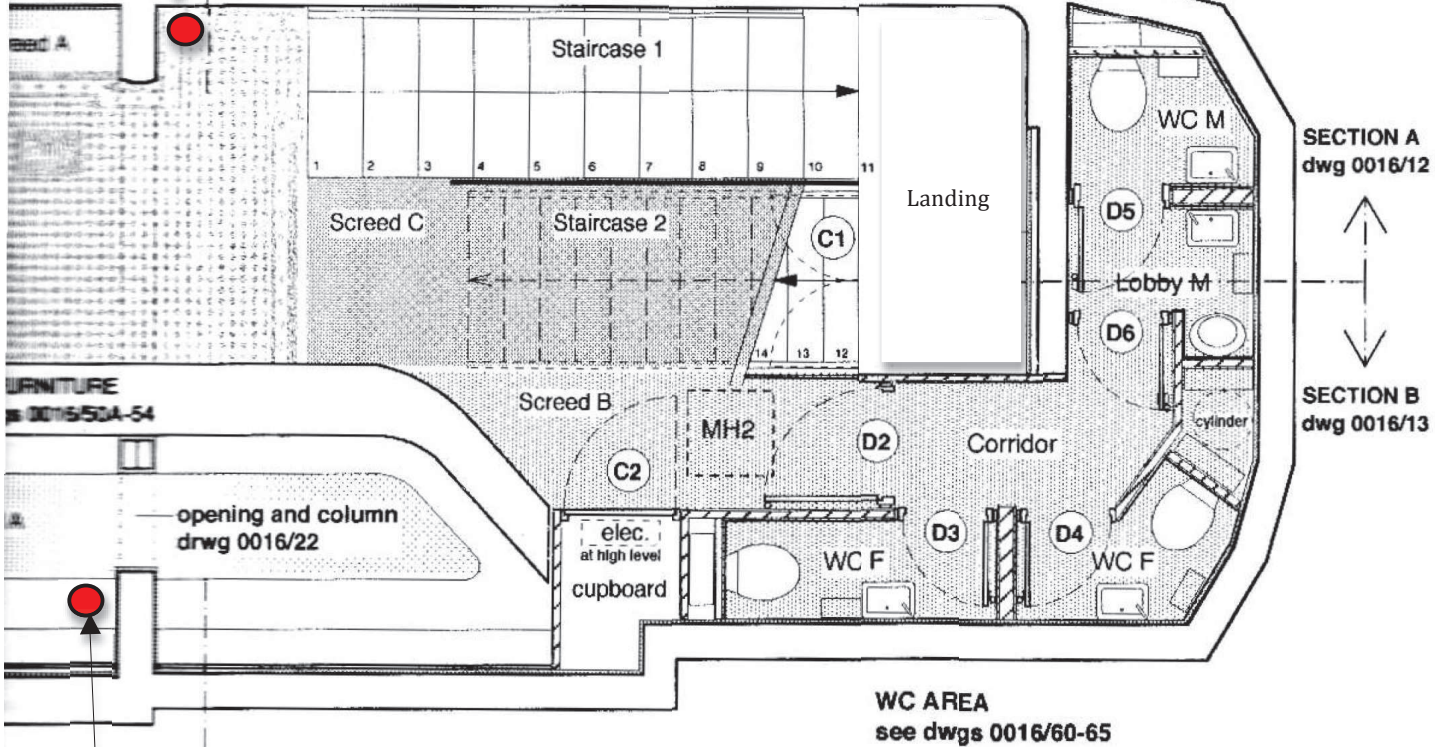 Staircase 1
1 2 3 4 5 6 7 8 9 10 11
Landing
WC M
SECTION A
dwg 0016/12
D5
Screed C
Staircase 2
C1
Lobby M
D6
14 13 12
SECTION B
dwg 0016/13
0016/50A-54
Screed B
MH2
cylinder
D2
Corridor
C2
opening and column
drwg 0016/22
elec.
at high level
cupboard
D3
D4
WC F
WC F
WC AREA
see dwgs 0016/60-65